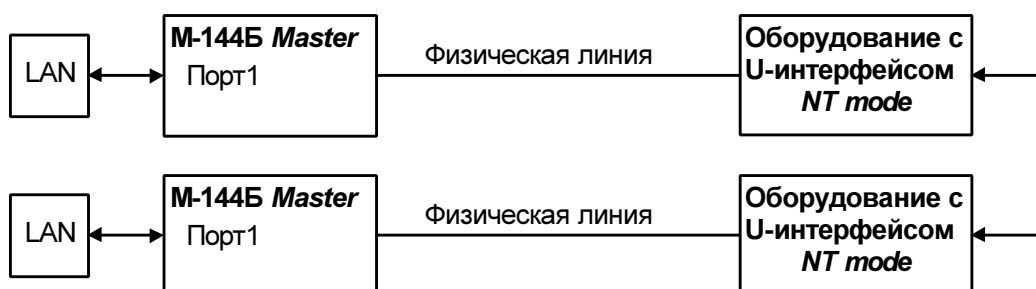 LAN
М-144Б Master
Порт1
Физическая линия
Оборудование с
U-интерфейсом
NT mode
LAN
М-144Б Master
Порт1
Физическая линия
Оборудование с
U-интерфейсом
NT mode